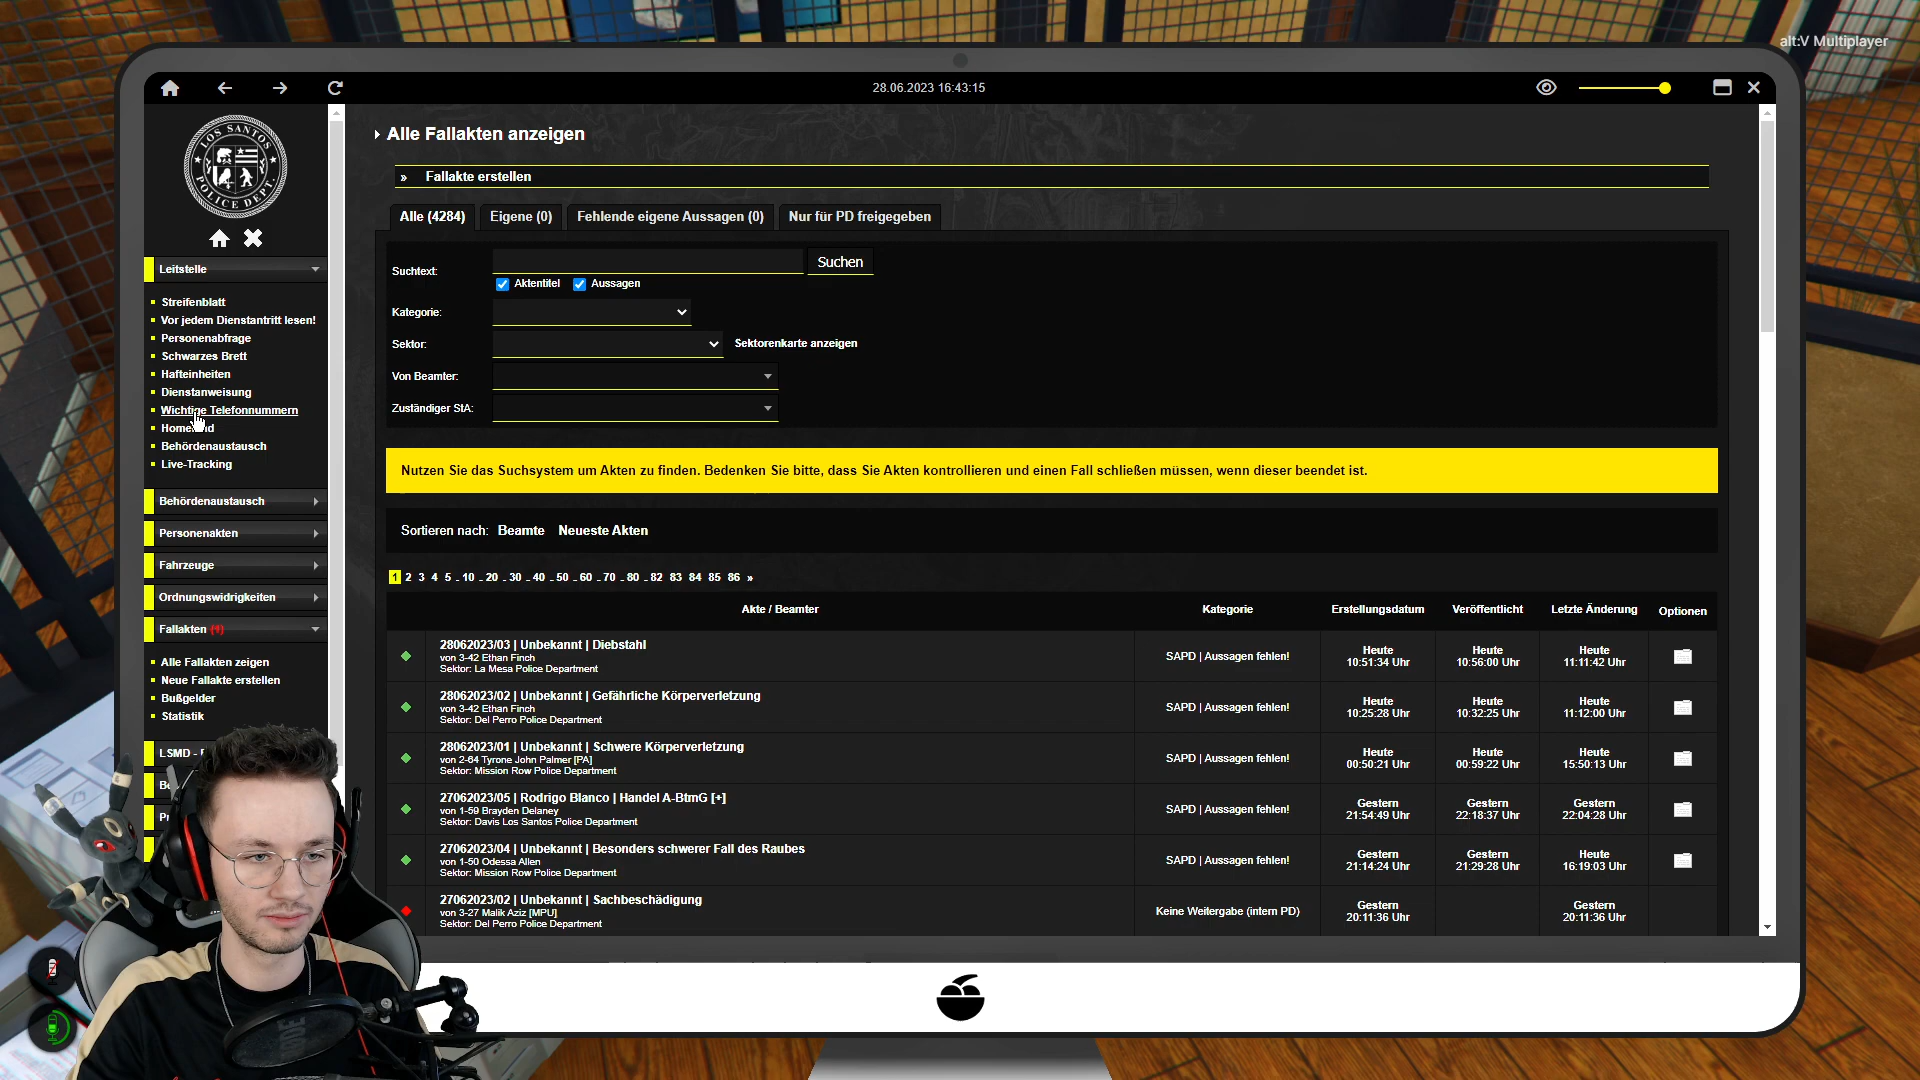 alt:V Multiplayer
28.06.2023 16:43:15
LOS SANTOS
POLICE DEPT.
Alle Fallakten anzeigen
» Fallakte erstellen
Alle (4284) Eigene (0) Fehlende eigene Aussagen (0) Nur für PD freigegeben
Suchtext: Suchen
Aktentitel Aussagen
Kategorie:
Sektor: Sektorenkarte anzeigen
Von Beamter:
Zuständiger StA:
Nutzen Sie das Suchsystem um Akten zu finden. Bedenken Sie bitte, dass Sie Akten kontrollieren und einen Fall schließen müssen, wenn dieser beendet ist.
Sortieren nach: Beamte Neueste Akten
1 2 3 4 5 .. 10 .. 20 .. 30 .. 40 .. 50 .. 60 .. 70 .. 80 .. 82 83 84 85 86 »
Akte / Beamter Kategorie Erstellungsdatum Veröffentlicht Letzte Änderung Optionen
28062023/03 | Unbekannt | Diebstahl
von 3-42 Ethan Finch
Sektor: La Mesa Police Department
SAPD | Aussagen fehlen!
Heute
10:51:34 Uhr
Heute
10:56:00 Uhr
Heute
11:11:42 Uhr
28062023/02 | Unbekannt | Gefährliche Körperverletzung
von 3-42 Ethan Finch
Sektor: Del Perro Police Department
SAPD | Aussagen fehlen!
Heute
10:25:28 Uhr
Heute
10:32:25 Uhr
Heute
11:12:00 Uhr
28062023/01 | Unbekannt | Schwere Körperverletzung
von 2-64 Tyrone John Palmer [PA]
Sektor: Mission Row Police Department
SAPD | Aussagen fehlen!
Heute
00:50:21 Uhr
Heute
00:59:22 Uhr
Heute
15:50:13 Uhr
27062023/05 | Rodrigo Blanco | Handel A-BtmG [+]
von 1-59 Brayden Delaney
Sektor: Davis Los Santos Police Department
SAPD | Aussagen fehlen!
Gestern
21:54:49 Uhr
Gestern
22:18:37 Uhr
Gestern
22:04:28 Uhr
27062023/04 | Unbekannt | Besonders schwerer Fall des Raubes
von 1-50 Odessa Allen
Sektor: Mission Row Police Department
SAPD | Aussagen fehlen!
Gestern
21:14:24 Uhr
Gestern
21:29:28 Uhr
Heute
16:19:03 Uhr
27062023/02 | Unbekannt | Sachbeschädigung
von 3-27 Malik Aziz [MPU]
Sektor: Del Perro Police Department
Keine Weitergabe (intern PD)
Gestern
20:11:36 Uhr
Gestern
20:11:36 Uhr
Leitstelle
Streifenblatt
Vor jedem Dienstantritt lesen!
Personenabfrage
Schwarzes Brett
Hafteinheiten
Dienstanweisung
Wichtige Telefonnummern
Behördenaustausch
Live-Tracking
Behördenaustausch
Personenakten
Fahrzeuge
Ordnungswidrigkeiten
Fallakten (1)
Alle Fallakten zeigen
Neue Fallakte erstellen
Bußgelder
Statistik
LSMD -